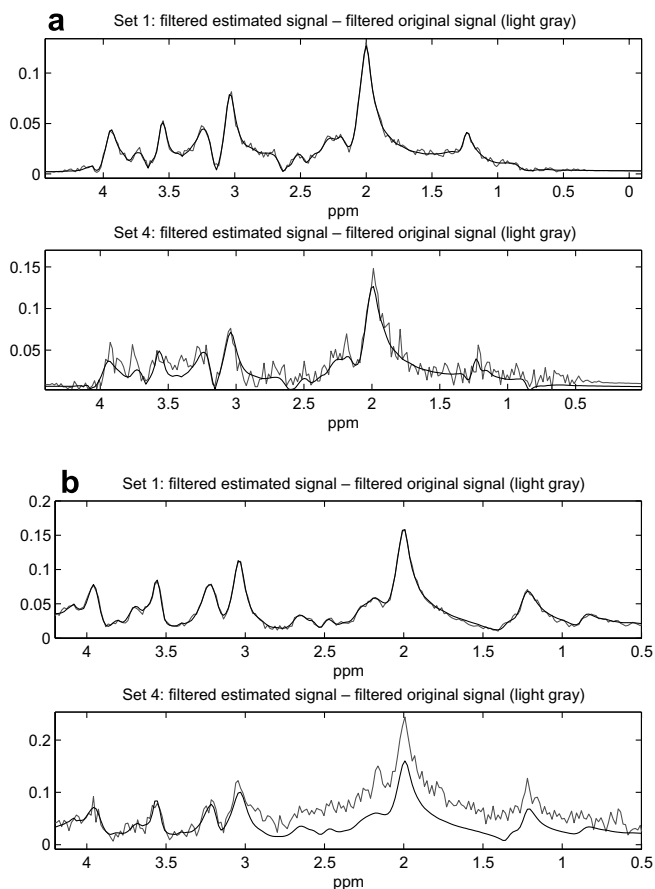 a
Set 1: filtered estimated signal – filtered original signal (light gray)
0.1
0.05
0
4 3.5 3 2.5 2 1.5 1 0.5 0
ppm
Set 4: filtered estimated signal – filtered original signal (light gray)
0.15
0.1
0.05
4 3.5 3 2.5 2 1.5 1 0.5
ppm
b
Set 1: filtered estimated signal – filtered original signal (light gray)
0.2
0.15
0.1
0.05
0
4 3.5 3 2.5 2 1.5 1 0.5
ppm
Set 4: filtered estimated signal – filtered original signal (light gray)
0.2
0.1
0
4 3.5 3 2.5 2 1.5 1 0.5
ppm